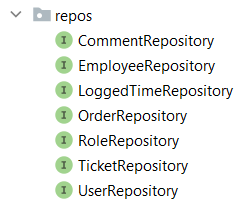 repos
I CommentRepository
I EmployeeRepository
I LoggedTimeRepository
I OrderRepository
I RoleRepository
I TicketRepository
I UserRepository